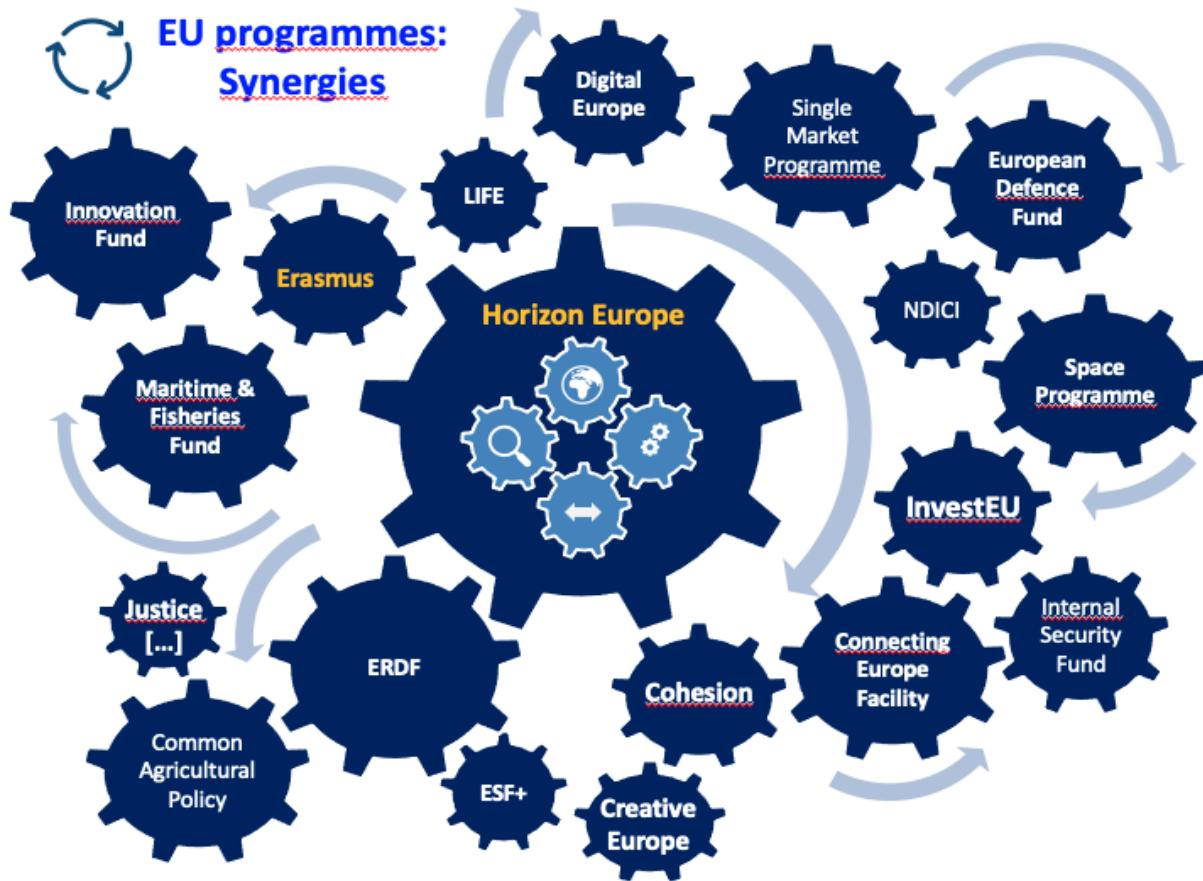 EU programmes:
Synergies
Digital
Europe
Single
Market
Programme
European
Defence
Fund
LIFE
Innovation
Fund
Erasmus
Horizon Europe
NDICI
Space
Programme
Maritime &
Fisheries
Fund
InvestEU
Justice
[...]
ERDF
Cohesion
Connecting
Europe
Facility
Internal
Security
Fund
Common
Agricultural
Policy
ESF+
Creative
Europe